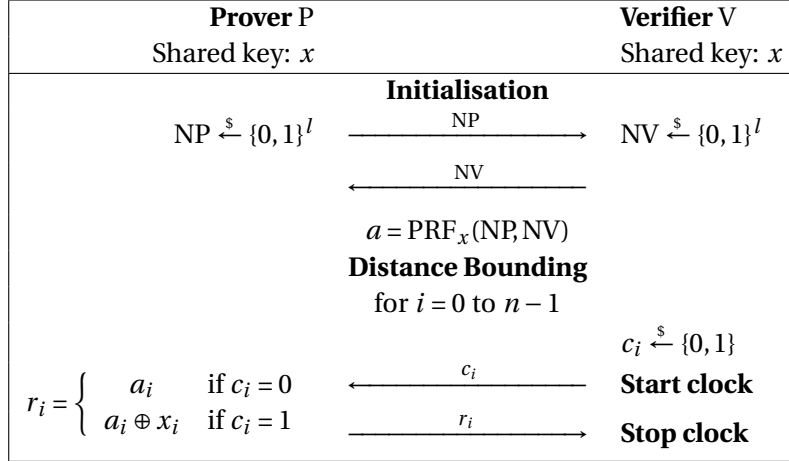 Prover P Verifier V
Shared key: x Shared key: x
Initialisation
NP
NP $← {0, 1}^l NV $← {0, 1}^l
NV
a = PRF_x(NP, NV)
Distance Bounding
for i = 0 to n − 1
c_i $← {0, 1}
r_i = { a_i if c_i = 0 c_i Start clock
a_i ⊕ x_i if c_i = 1 r_i Stop clock